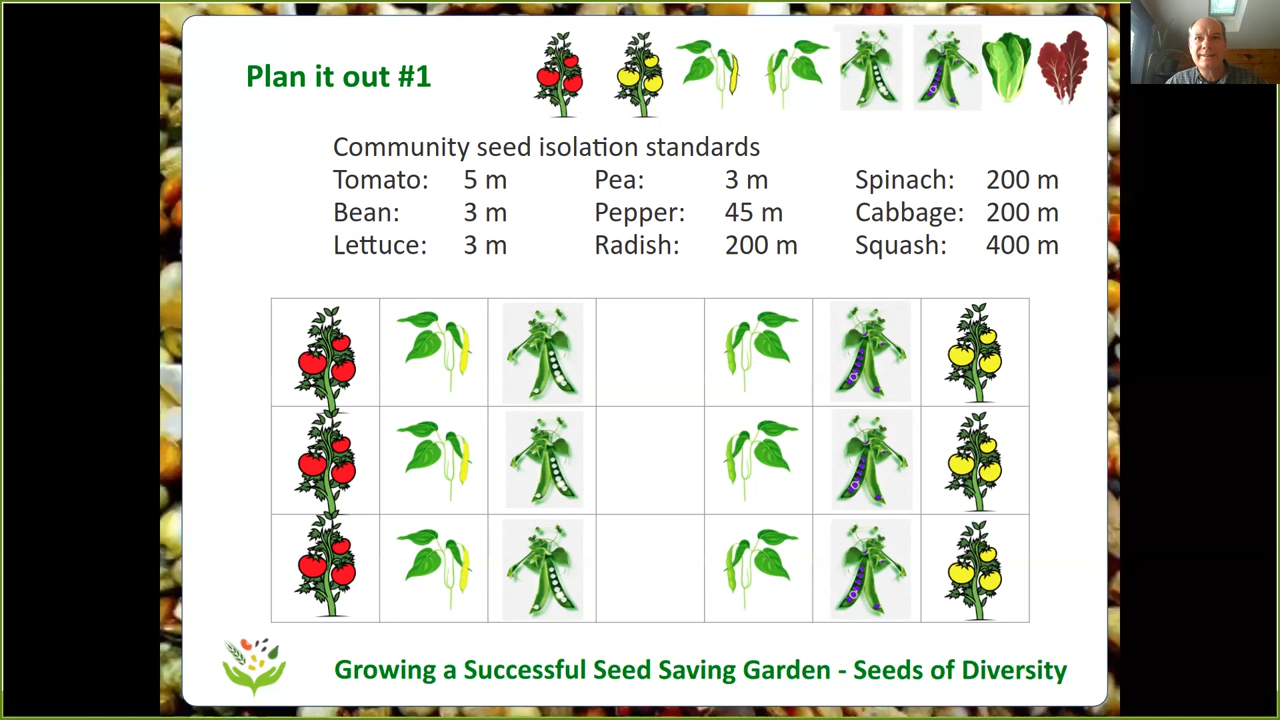 Plan it out #1
Community seed isolation standards
Tomato: 5 m Pea: 3 m Spinach: 200 m
Bean: 3 m Pepper: 45 m Cabbage: 200 m
Lettuce: 3 m Radish: 200 m Squash: 400 m
Growing a Successful Seed Saving Garden - Seeds of Diversity